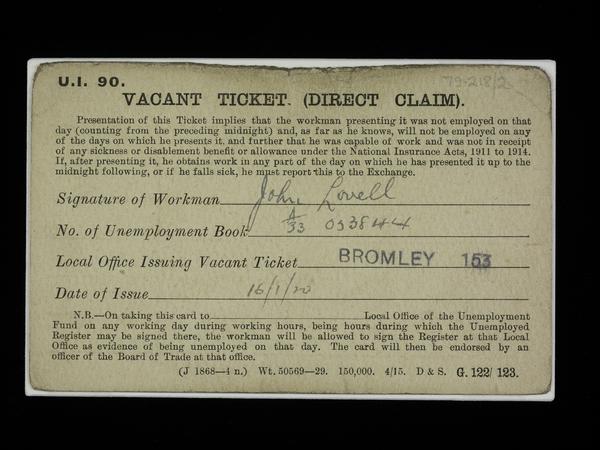 79.218/2
U.I. 90.
VACANT TICKET. (DIRECT CLAIM).
Presentation of this Ticket implies that the workman presenting it was not employed on that
day (counting from the preceding midnight) and, as far as he knows, will not be employed on any
of the days on which he presents it, and further that he was capable of work and was not in receipt
of any sickness or disablement benefit or allowance under the National Insurance Acts, 1911 to 1914.
If, after presenting it, he obtains work in any part of the day on which he has presented it up to the
midnight following, or if he falls sick, he must report this to the Exchange.
Signature of Workman John Lovell
No. of Unemployment Book A/33 038844
Local Office Issuing Vacant Ticket BROMLEY 153
Date of Issue 16/1/20
N.B.—On taking this card to Local Office of the Unemployment
Fund on any working day during working hours, being hours during which the Unemployed
Register may be signed there, the workman will be allowed to sign the Register at that Local
Office as evidence of being unemployed on that day. The card will then be endorsed by an
officer of the Board of Trade at that office.
(J 1868—4 n.) Wt. 50569—29. 150,000. 4/15. D & S. G. 122/123.